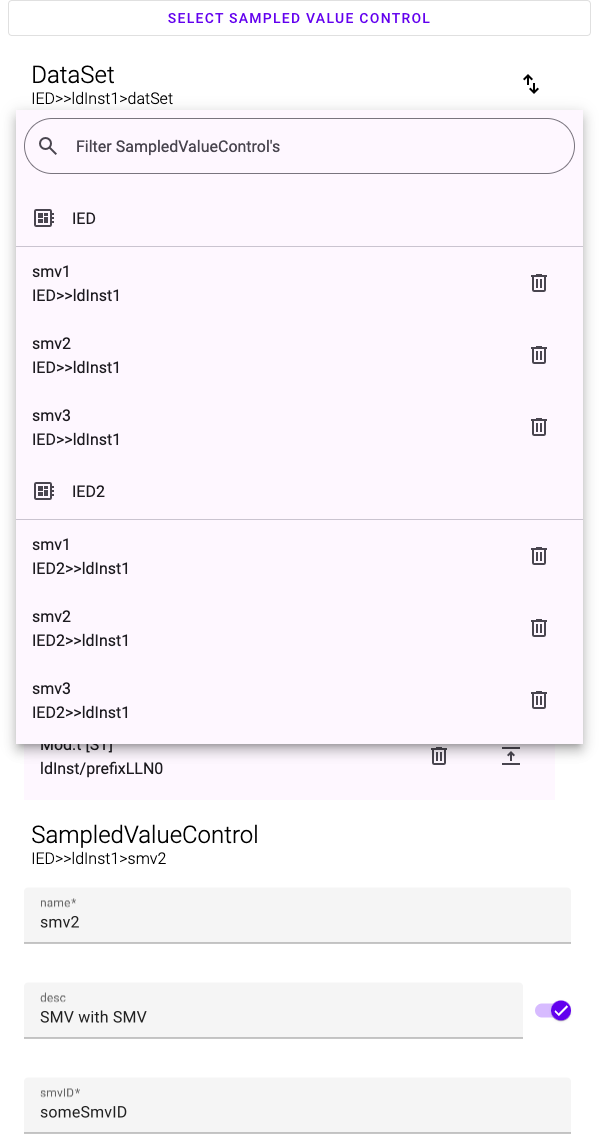 SELECT SAMPLED VALUE CONTROL
DataSet
IED>>ldInst1>datSet
Filter SampledValueControl's
IED
smv1
IED>>ldInst1
smv2
IED>>ldInst1
smv3
IED>>ldInst1
IED2
smv1
IED2>>ldInst1
smv2
IED2>>ldInst1
smv3
IED2>>ldInst1
Mod.t [ST]
ldInst/prefixLLN0
SampledValueControl
IED>>ldInst1>smv2
name*
smv2
desc
SMV with SMV
smvID*
someSmvID